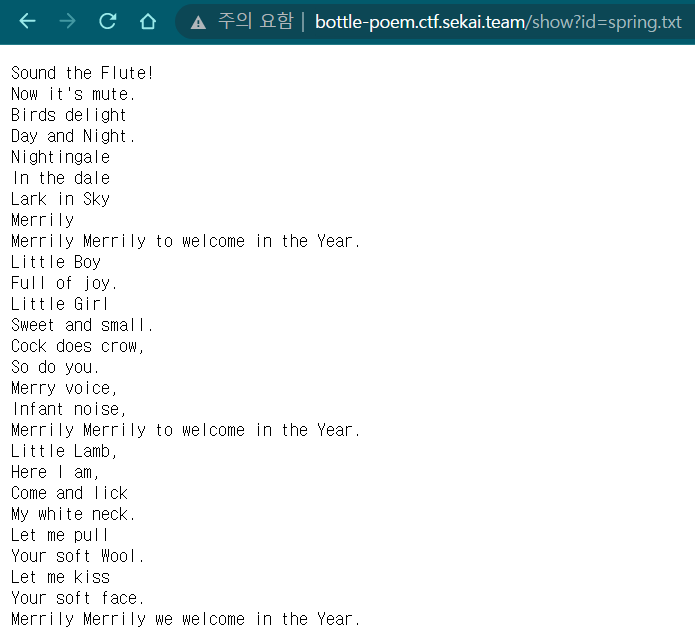 주의 요함 | bottle-poem.ctf.sekai.team/show?id=spring.txt
Sound the Flute!
Now it's mute.
Birds delight
Day and Night.
Nightingale
In the dale
Lark in Sky
Merrily
Merrily Merrily to welcome in the Year.
Little Boy
Full of joy.
Little Girl
Sweet and small.
Cock does crow,
So do you.
Merry voice,
Infant noise,
Merrily Merrily to welcome in the Year.
Little Lamb,
Here I am,
Come and lick
My white neck.
Let me pull
Your soft Wool.
Let me kiss
Your soft face.
Merrily Merrily we welcome in the Year.